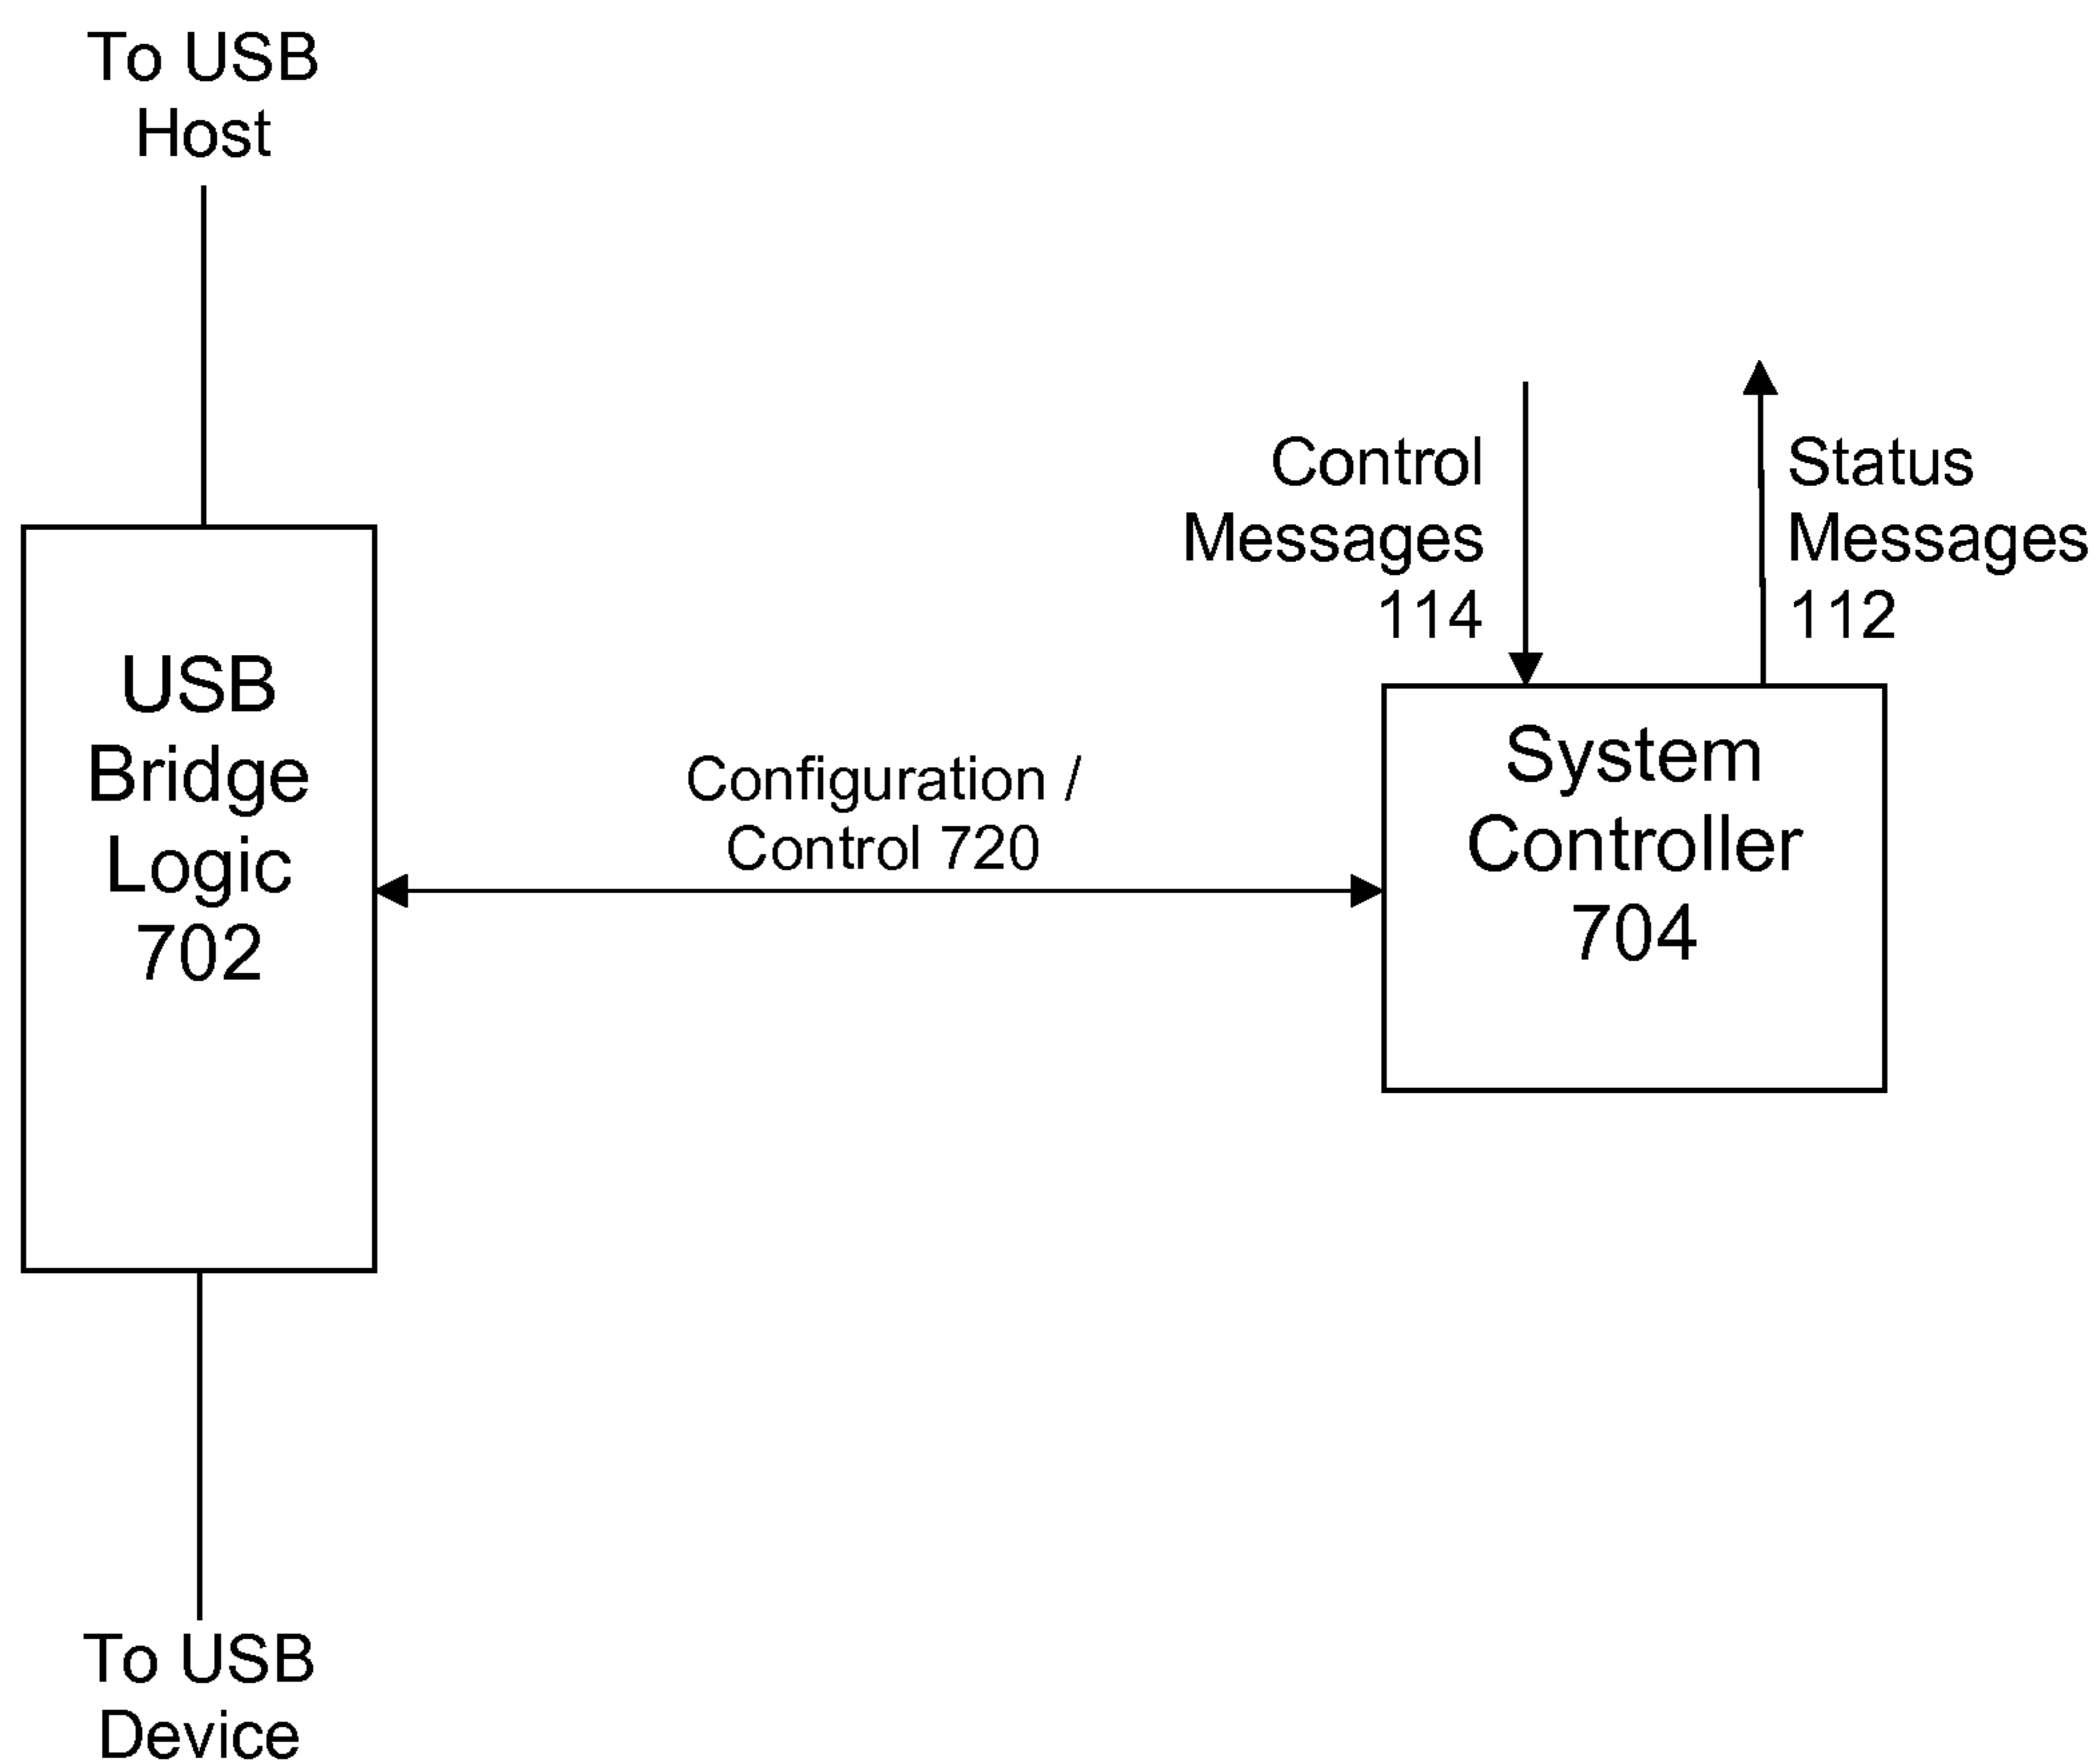 To USB
Host
Control
Messages
114
Status
Messages
112
USB
Bridge
Logic
702
Configuration /
Control 720
System
Controller
704
To USB
Device